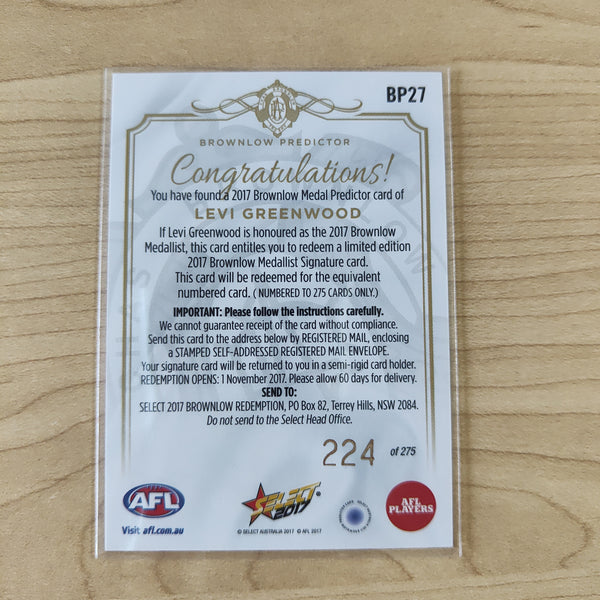 BP27
BROWNLOW PREDICTOR
Congratulations!
You have found a 2017 Brownlow Medal Predictor card of
LEVI GREENWOOD
If Levi Greenwood is honoured as the 2017 Brownlow
Medallist, this card entitles you to redeem a limited edition
2017 Brownlow Medallist Signature card.
This card will be redeemed for the equivalent
numbered card. ( NUMBERED TO 275 CARDS ONLY.)
IMPORTANT: Please follow the instructions carefully.
We cannot guarantee receipt of the card without compliance.
Send this card to the address below by REGISTERED MAIL, enclosing
a STAMPED SELF-ADDRESSED REGISTERED MAIL ENVELOPE.
Your signature card will be returned to you in a semi-rigid card holder.
REDEMPTION OPENS: 1 November 2017. Please allow 60 days for delivery.
SEND TO:
SELECT 2017 BROWNLOW REDEMPTION, PO Box 82, Terrey Hills, NSW 2084.
Do not send to the Select Head Office.
224 of 275
AFL
Visit afl.com.au
SELECT
2017
© SELECT AUSTRALIA 2017 © AFL 2017.
AFL
PLAYERS